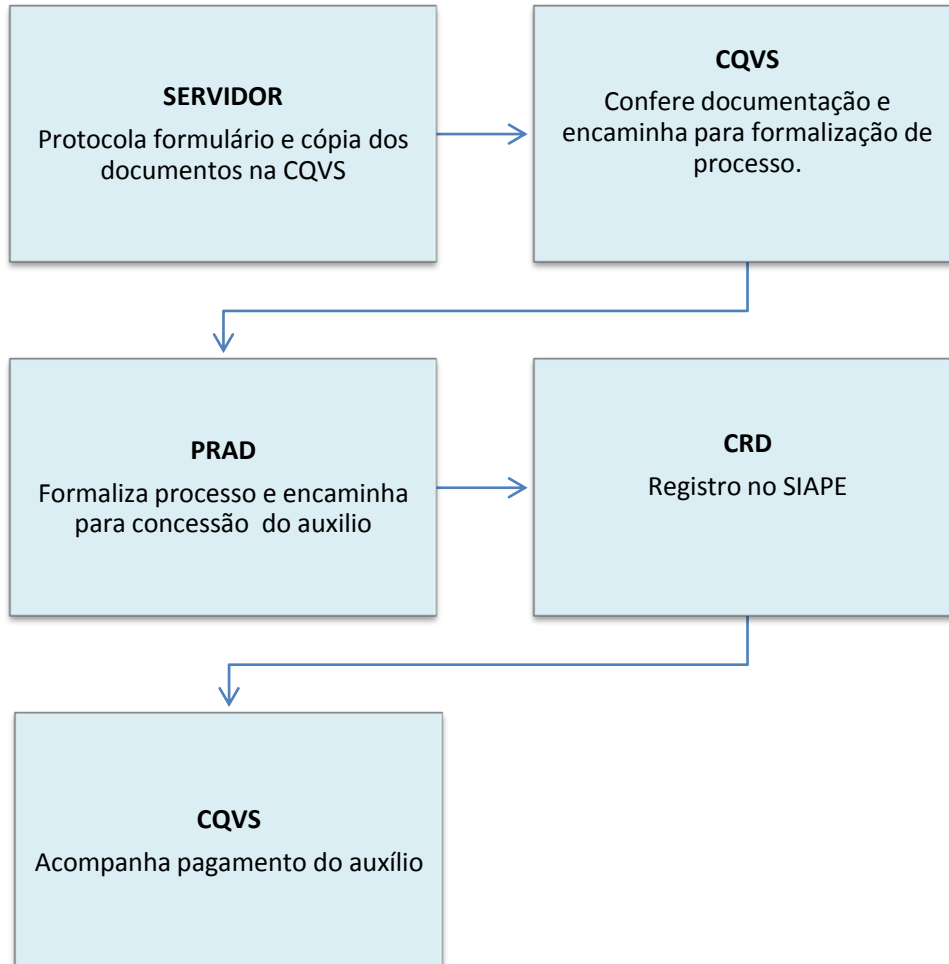 SERVIDOR
Protocola formulário e cópia dos
documentos na CQVS
CQVS
Confere documentação e
encaminha para formalização de
processo.
PRAD
Formaliza processo e encaminha
para concessão do auxilio
CRD
Registro no SIAPE
CQVS
Acompanha pagamento do auxílio